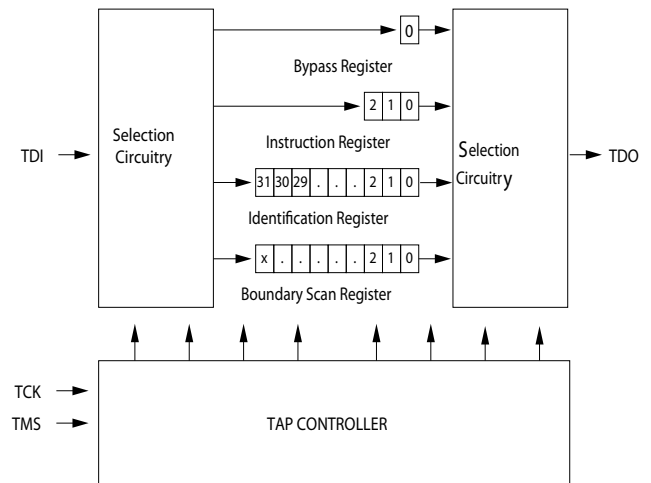 0
Bypass Register
2 1 0
Instruction Register
TDI
Selection
Circuitry
Selection
Circuitry
TDO
31 30 29 . . . 2 1 0
Identification Register
x . . . . . 2 1 0
Boundary Scan Register
TCK
TMS
TAP CONTROLLER